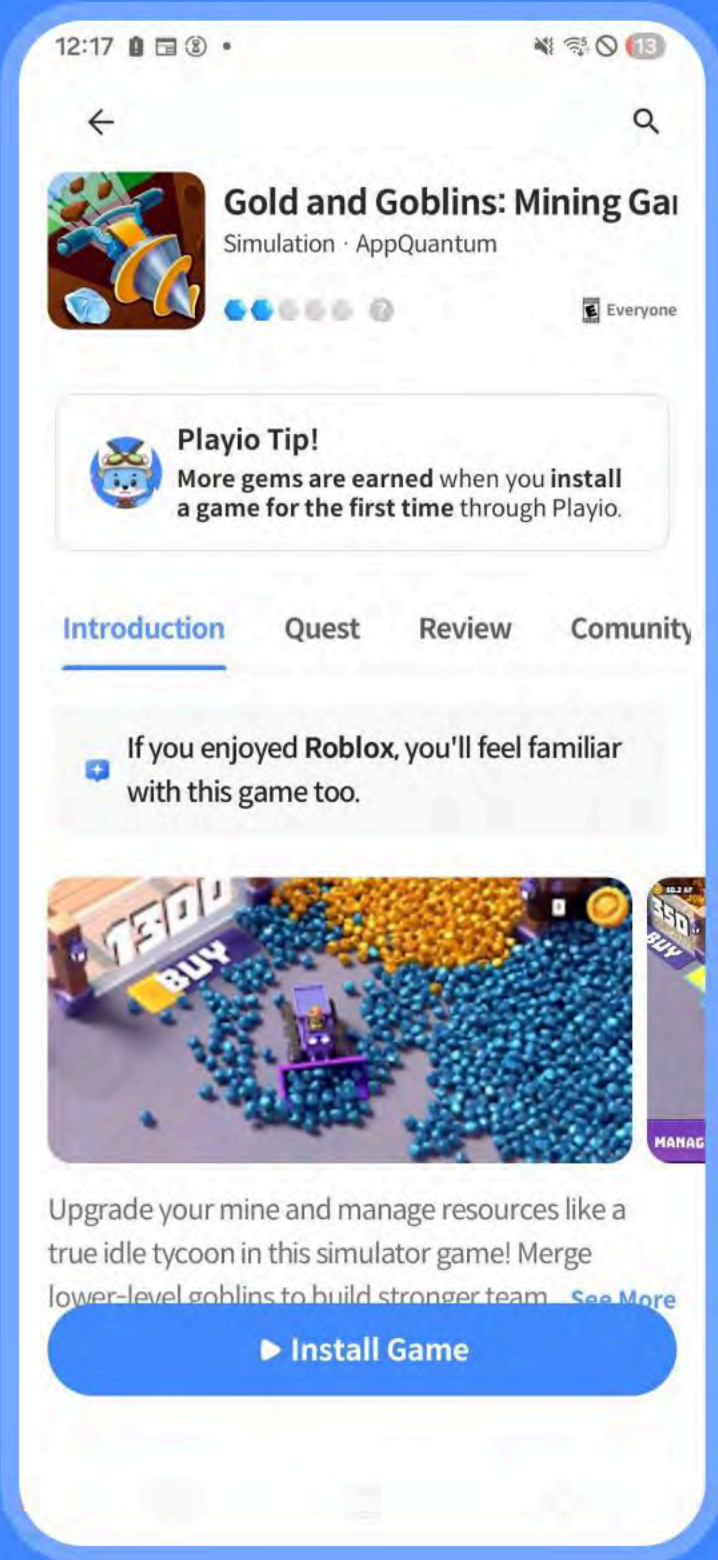 12:17
13
Gold and Goblins: Mining Gar
Simulation · AppQuantum
?
E Everyone
Playio Tip!
More gems are earned when you install
a game for the first time through Playio.
Introduction Quest Review Comunity
If you enjoyed Roblox, you'll feel familiar
with this game too.
1300
BUY
0
350
BUY
MANAG
Upgrade your mine and manage resources like a
true idle tycoon in this simulator game! Merge
lower-level goblins to build stronger team See More
Install Game